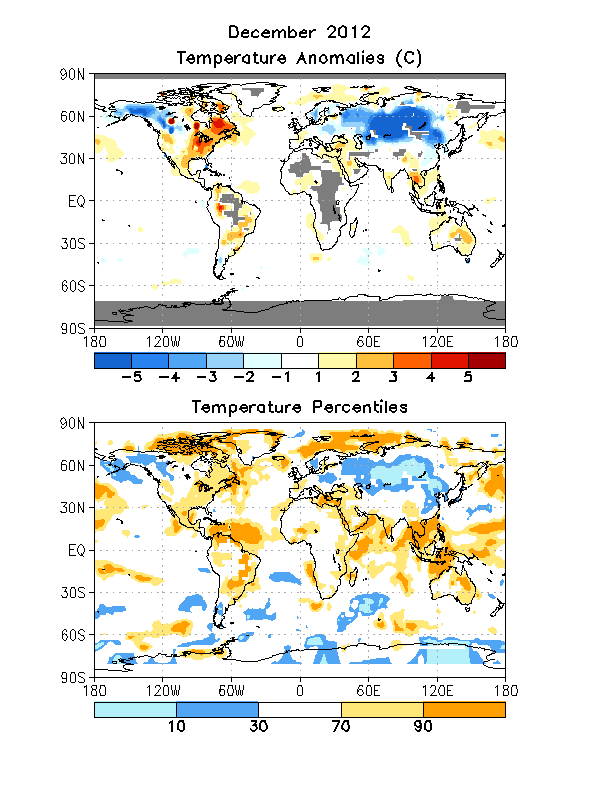 December 2012
Temperature Anomalies (C)
90N
60N
30N
EQ
30S
60S
90S
180 120W 60W 0 60E 120E 180
-5 -4 -3 -2 -1 1 2 3 4 5
Temperature Percentiles
90N
60N
30N
EQ
30S
60S
90S
180 120W 60W 0 60E 120E 180
10 30 70 90